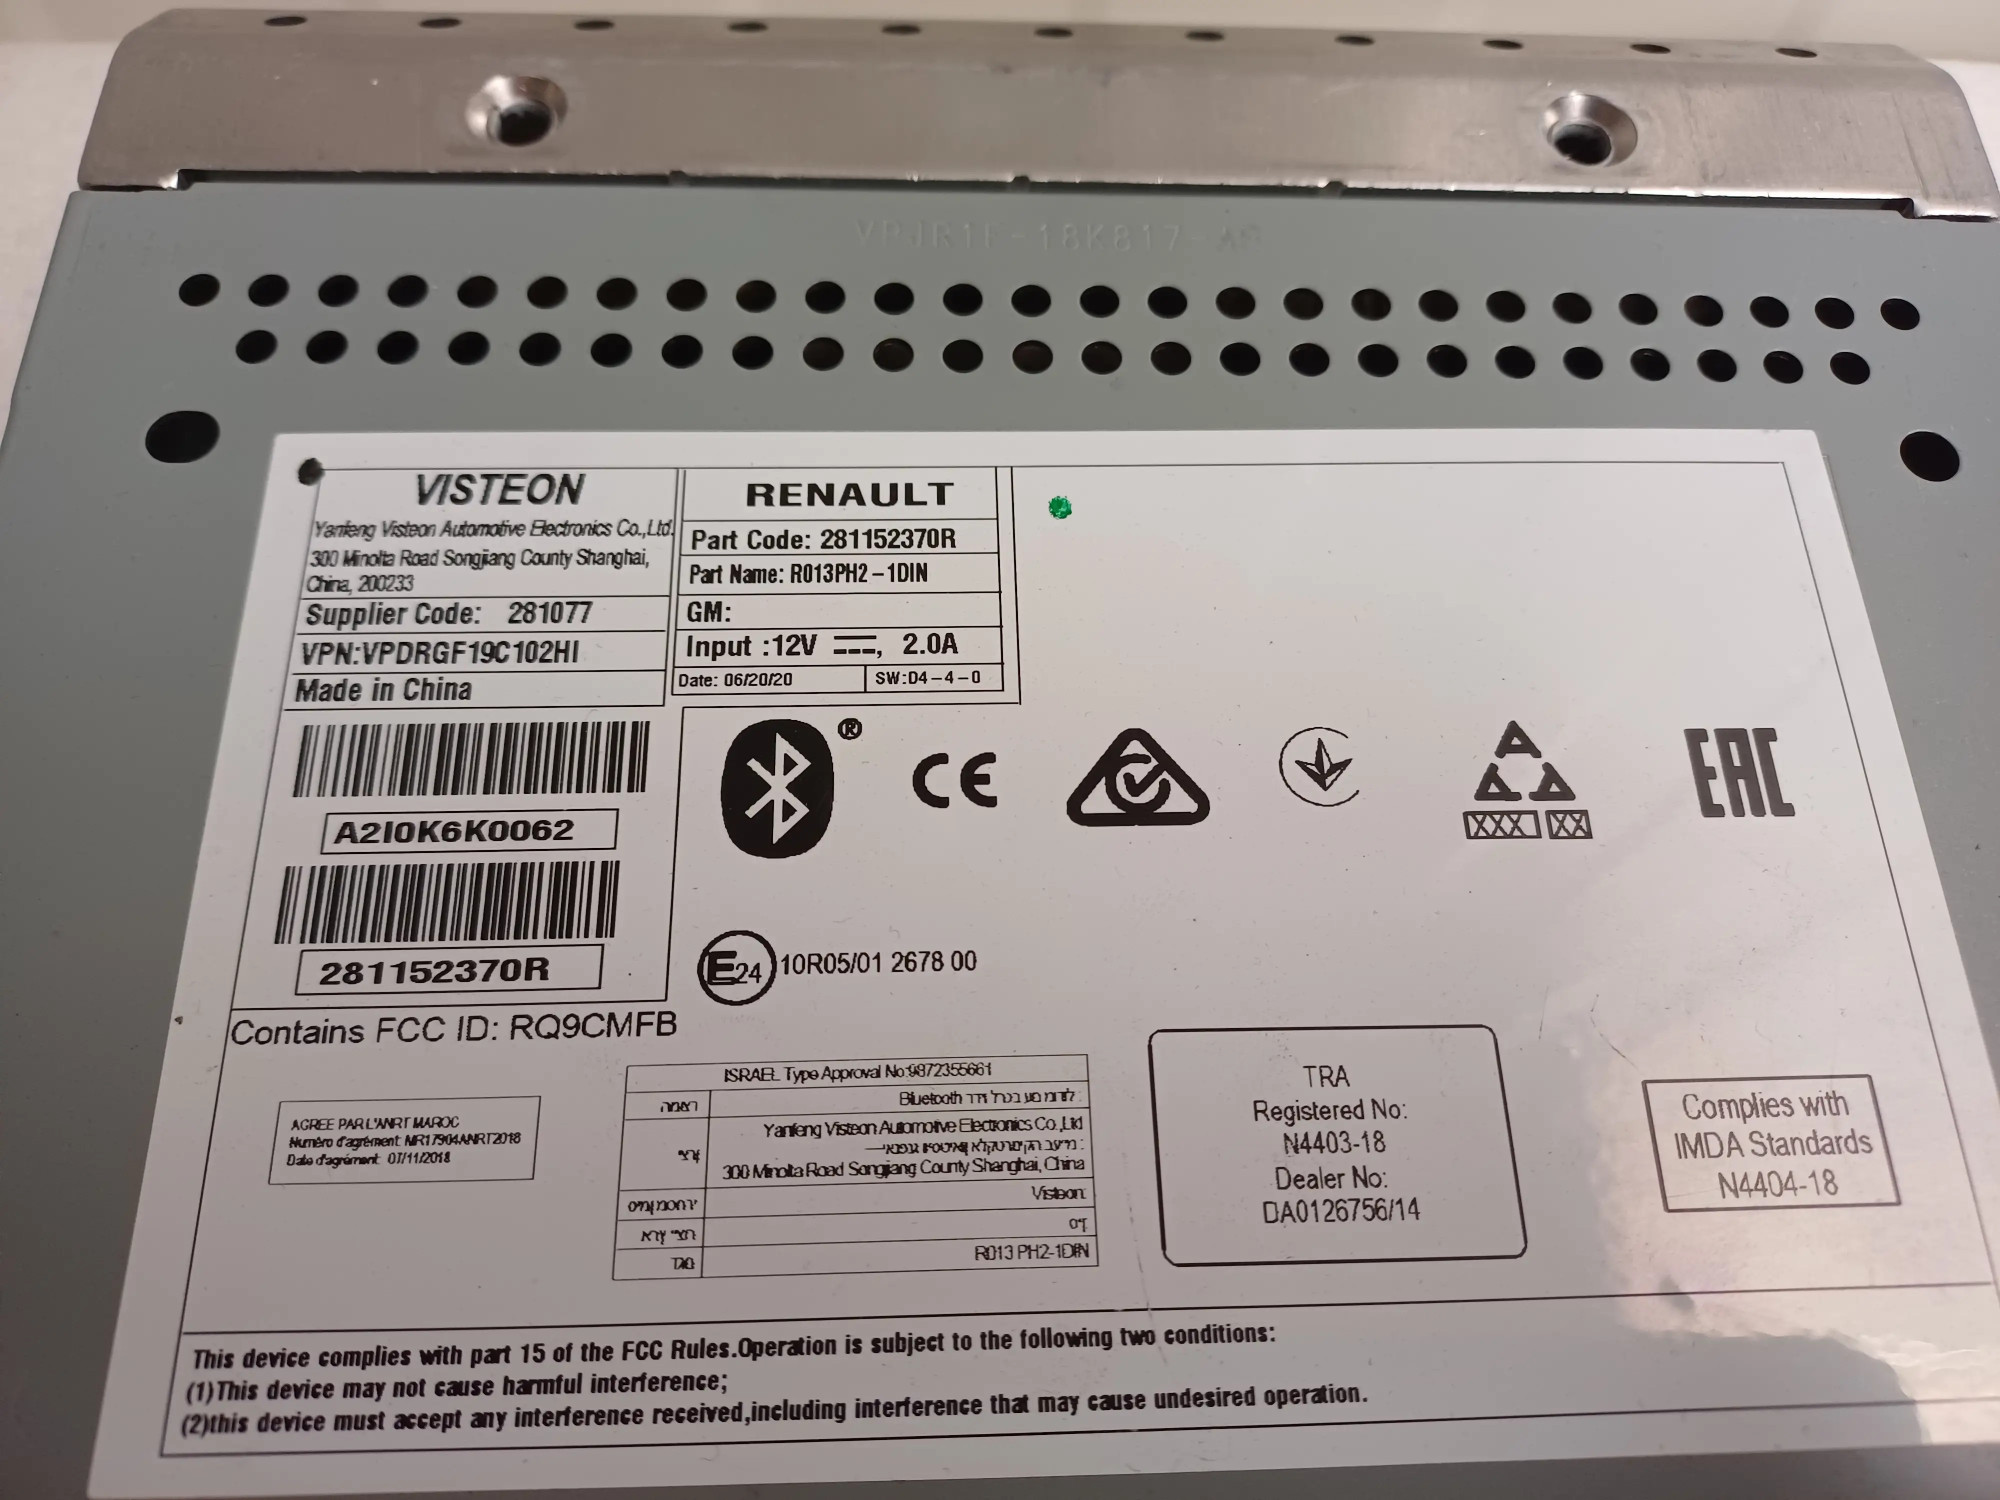 VISTEON
Yanfeng Visteon Automotive Electronics Co.,Ltd.
300 Minolta Road Songjiang County Shanghai,
China, 200233
Supplier Code: 281077
VPN:VPDRGF19C102HI
Made in China
RENAULT
Part Code: 281152370R
Part Name: R013PH2-1DIN
GM:
Input :12V , 2.0A
Date: 06/20/20
SW:04-4-0
A2I0K6K0062
281152370R
®
CE
A
XXX XX
EAC
E24 10R05/01 2678 00
Contains FCC ID: RQ9CMFB
AGREE PAR L'ANRT MAROC
Numéro d'agrément: MR17904ANRT2018
Date d'agrément: 07/11/2018
ISRAEL Type Approval No:9872355661
Bluetooth
Yanfeng Visteon Automotive Electronics Co.,Ltd
300 Minolta Road Songjiang County Shanghai, China
Visteon
R013 PH2-1DIN
TRA
Registered No:
N4403-18
Dealer No:
DA0126756/14
Complies with
IMDA Standards
N4404-18
This device complies with part 15 of the FCC Rules.Operation is subject to the following two conditions:
(1)This device may not cause harmful interference;
(2)this device must accept any interference received,including interference that may cause undesired operation.